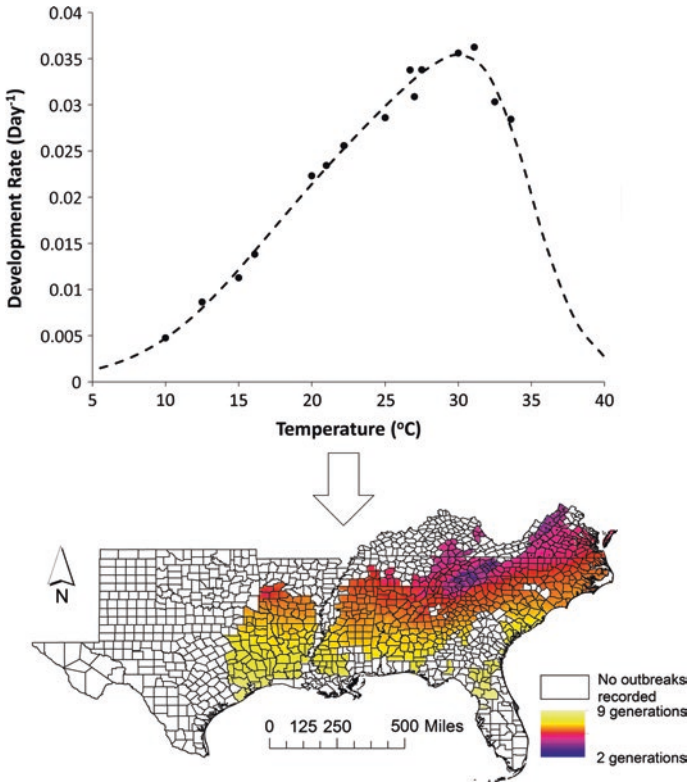 0.04
0.035
0.03
0.025
0.02
0.015
0.01
0.005
0
Development Rate (Day-1)
5 10 15 20 25 30 35 40
Temperature (oC)
N
0 125 250 500 Miles
No outbreaks
recorded
9 generations
2 generations